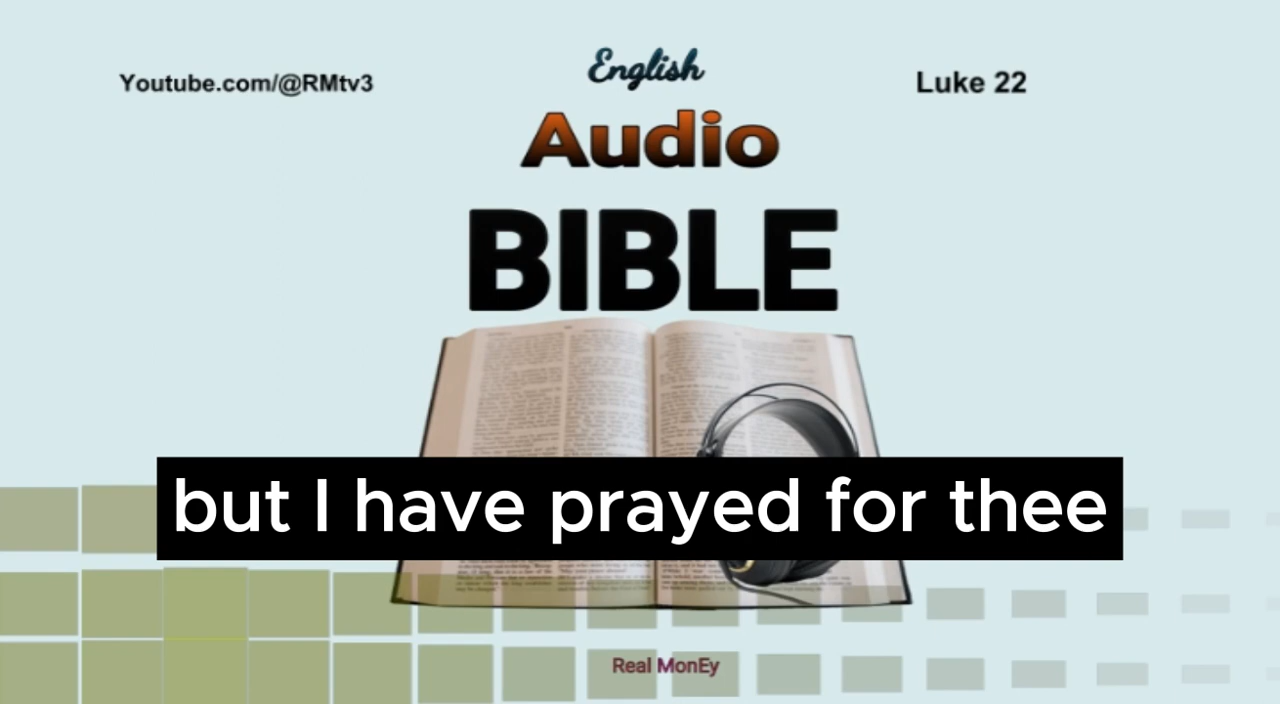 Youtube.com/@RMtv3
English
Luke 22
Audio
BIBLE
but I have prayed for thee
Real MonEy